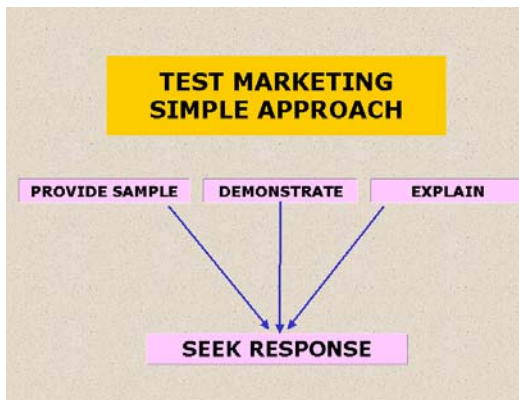 TEST MARKETING
SIMPLE APPROACH
PROVIDE SAMPLE
DEMONSTRATE
EXPLAIN
SEEK RESPONSE